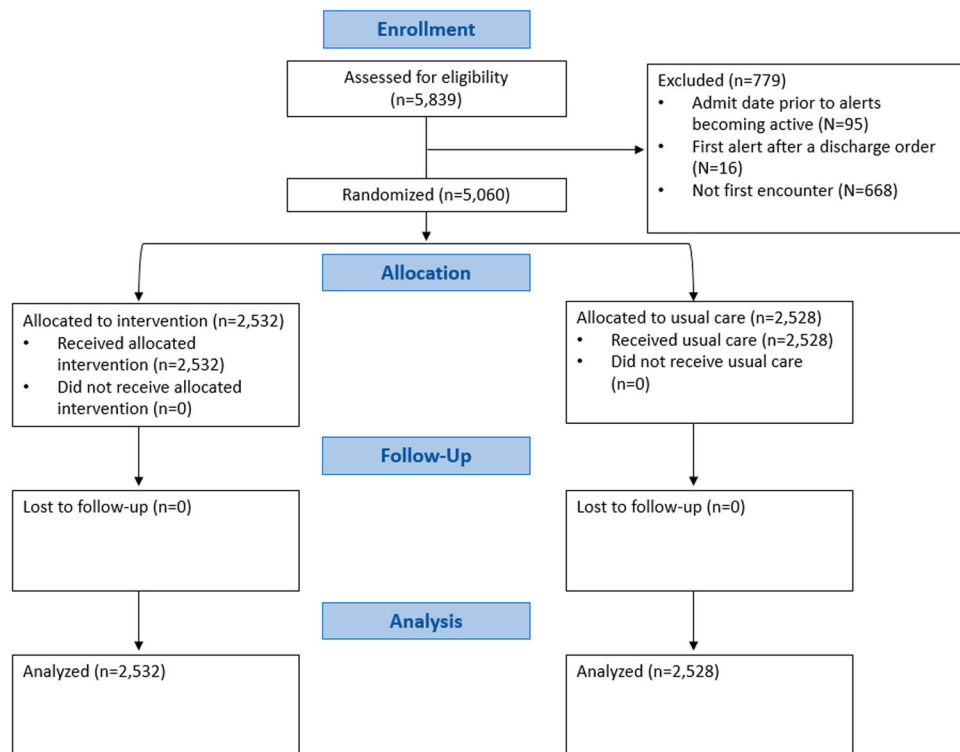 Enrollment
Assessed for eligibility
(n=5,839)
Excluded (n=779)
• Admit date prior to alerts
becoming active (N=95)
• First alert after a discharge order
(N=16)
• Not first encounter (N=668)
Randomized (n=5,060)
Allocation
Allocated to intervention (n=2,532)
• Received allocated
intervention (n=2,532)
• Did not receive allocated
intervention (n=0)
Allocated to usual care (n=2,528)
• Received usual care (n=2,528)
• Did not receive usual care
(n=0)
Follow-Up
Lost to follow-up (n=0)
Lost to follow-up (n=0)
Analysis
Analyzed (n=2,532)
Analyzed (n=2,528)